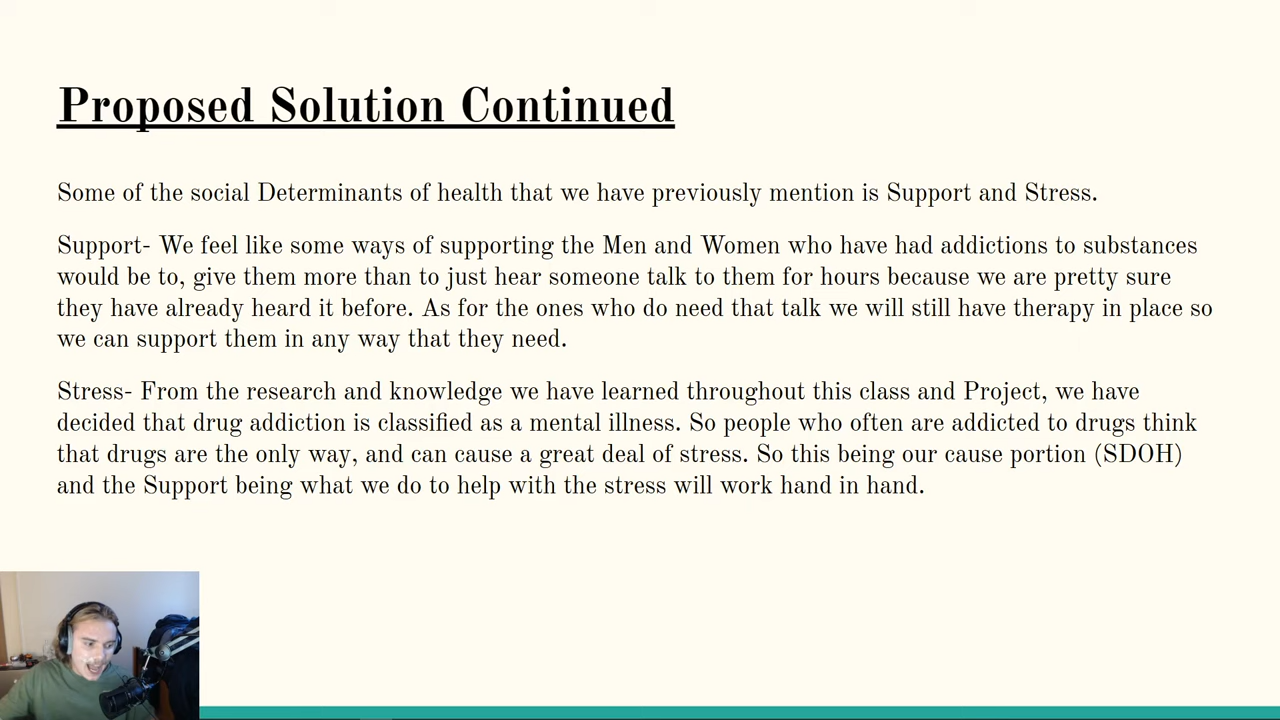 Proposed Solution Continued
Some of the social Determinants of health that we have previously mention is Support and Stress.
Support- We feel like some ways of supporting the Men and Women who have had addictions to substances
would be to, give them more than to just hear someone talk to them for hours because we are pretty sure
they have already heard it before. As for the ones who do need that talk we will still have therapy in place so
we can support them in any way that they need.
Stress- From the research and knowledge we have learned throughout this class and Project, we have
decided that drug addiction is classified as a mental illness. So people who often are addicted to drugs think
that drugs are the only way, and can cause a great deal of stress. So this being our cause portion (SDOH)
and the Support being what we do to help with the stress will work hand in hand.